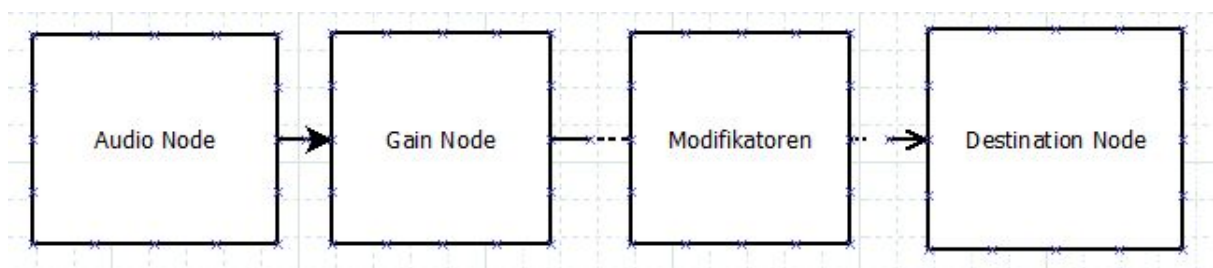 Audio Node
Gain Node
Modifikatoren
Destination Node